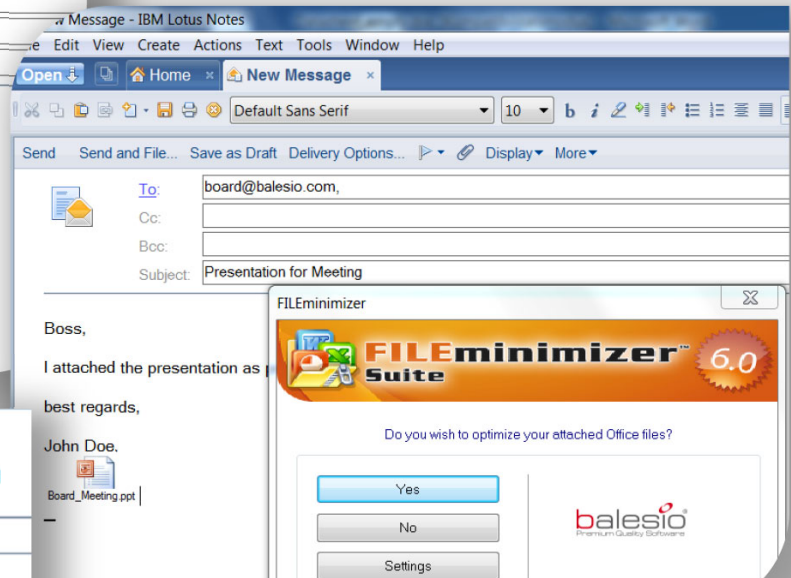 Message - IBM Lotus Notes
Edit View Create Actions Text Tools Window Help
Open Home × New Message ×
Default Sans Serif 10 b i
Send Send and File... Save as Draft Delivery Options... Display More
To: board@balesio.com,
Cc:
Bcc:
Subject: Presentation for Meeting
FILEminimizer
FILEminimizer™ 6.0
Suite
Boss,
I attached the presentation as
best regards,
John Doe.
Board_Meeting.ppt
Do you wish to optimize your attached Office files?
Yes
No
Settings
balesio
Premium Quality Software